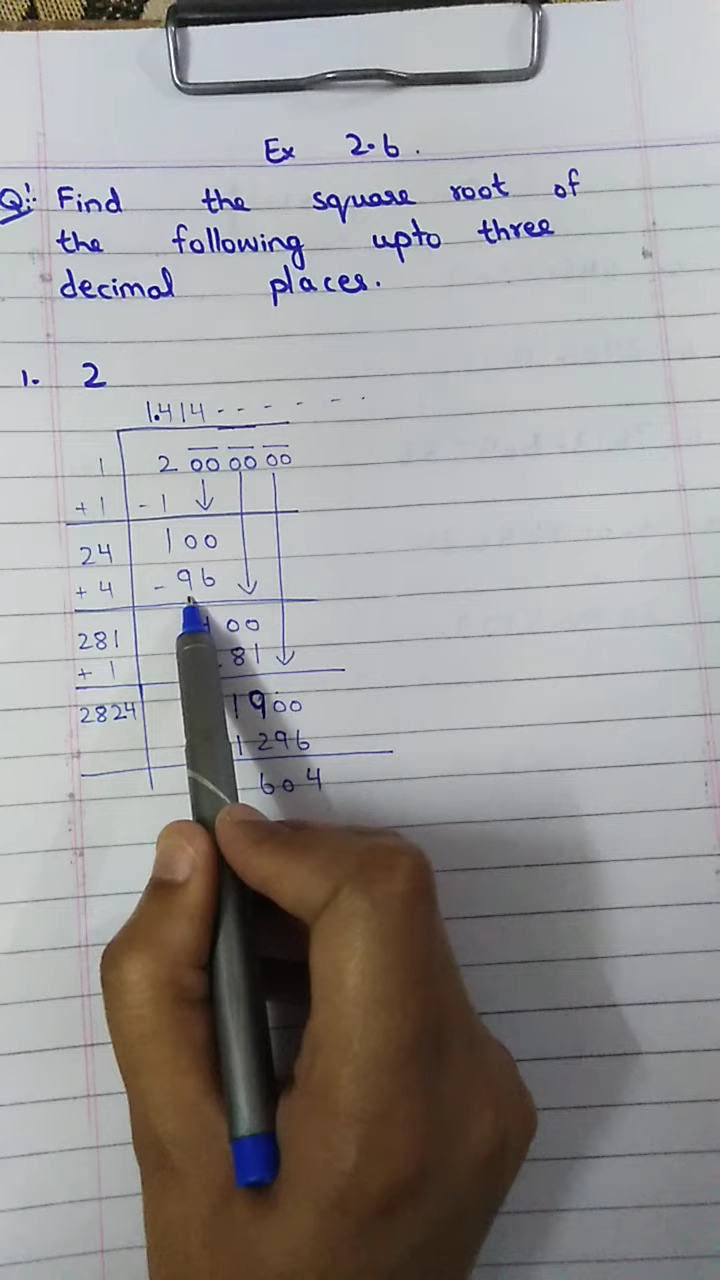 Ex 2.6.
Q:- Find the square root of
the following upto three
decimal places.
1. 2
1.414 - - - - - -
1 2 00 00 00
+ 1 - 1
24 100
+ 4 - 96
281 00
+ 1 81
2824 1900
1296
604